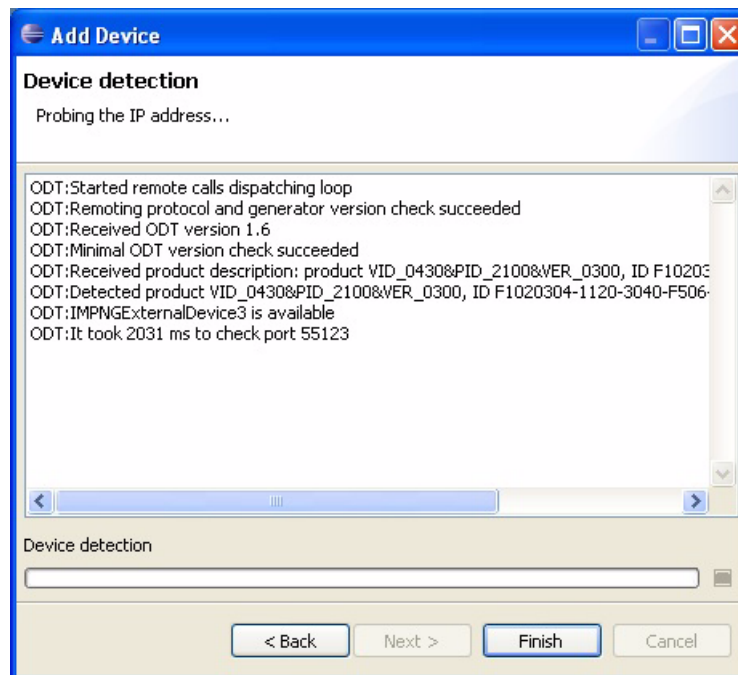 Add Device
Device detection
Probing the IP address...
ODT:Started remote calls dispatching loop
ODT:Remoting protocol and generator version check succeeded
ODT:Received ODT version 1.6
ODT:Minimal ODT version check succeeded
ODT:Received product description: product VID_0430&PID_2100&VER_0300, ID F10203
ODT:Detected product VID_0430&PID_2100&VER_0300, ID F1020304-1120-3040-F506-
ODT:IMPNGExternalDevice3 is available
ODT:It took 2031 ms to check port 55123
Device detection
< Back Next > Finish Cancel